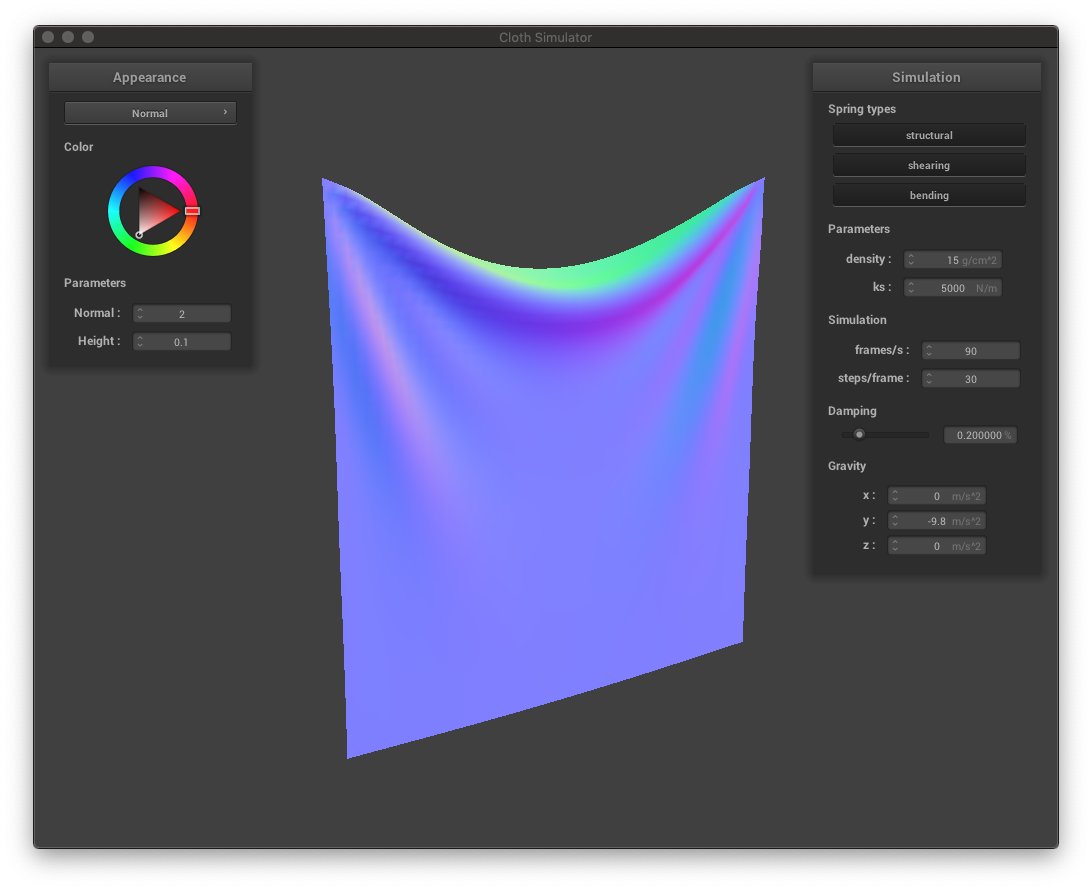 Cloth Simulator
Appearance
Normal
Color
Parameters
Normal : 2
Height : 0.1
Simulation
Spring types
structural
shearing
bending
Parameters
density : 15 g/cm^2
ks : 5000 N/m
Simulation
frames/s : 90
steps/frame : 30
Damping
0.200000 %
Gravity
x : 0 m/s^2
y : -9.8 m/s^2
z : 0 m/s^2